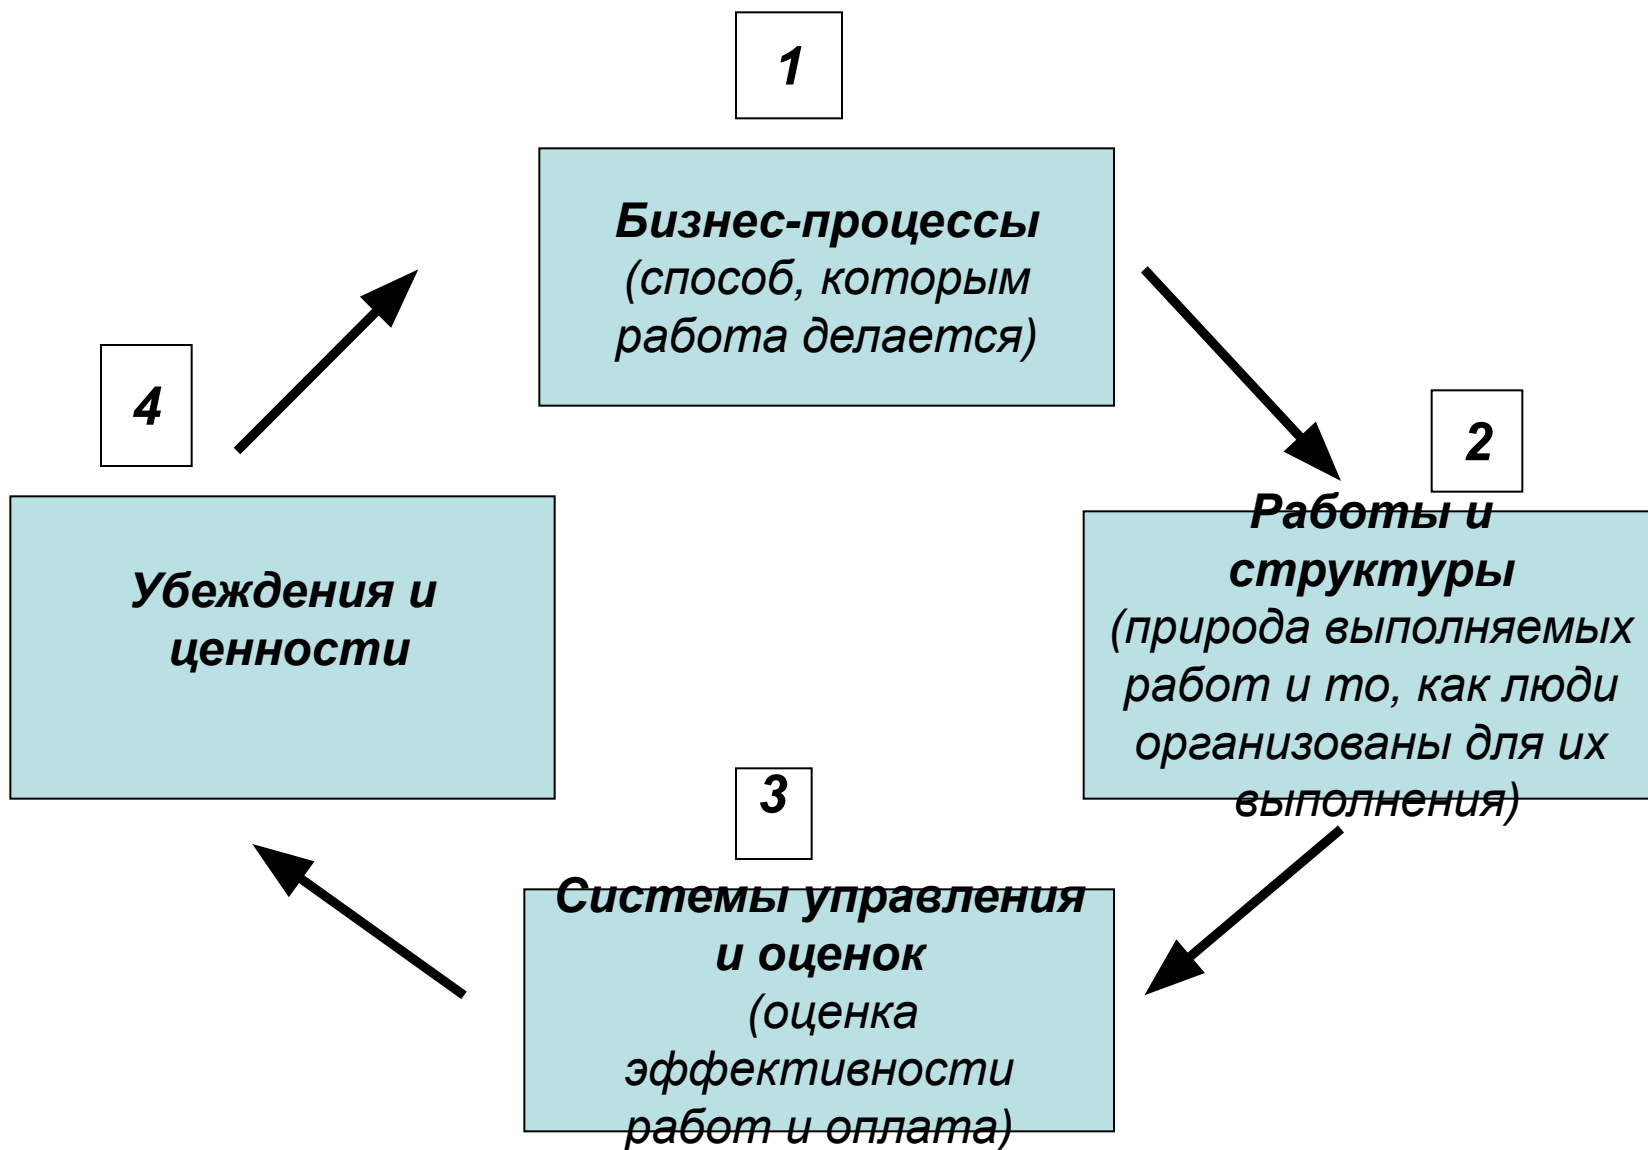 1
Бизнес-процессы
(способ, которым
работа делается)
2
Работы и
структуры
(природа выполняемых
работ и то, как люди
организованы для их
выполнения)
3
Системы управления
и оценок
(оценка
эффективности
работ и оплата)
4
Убеждения и
ценности